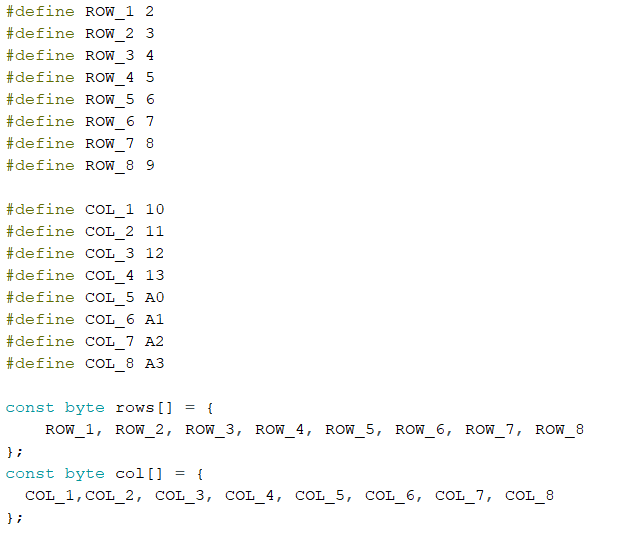 #define ROW_1 2
#define ROW_2 3
#define ROW_3 4
#define ROW_4 5
#define ROW_5 6
#define ROW_6 7
#define ROW_7 8
#define ROW_8 9

#define COL_1 10
#define COL_2 11
#define COL_3 12
#define COL_4 13
#define COL_5 A0
#define COL_6 A1
#define COL_7 A2
#define COL_8 A3

const byte rows[] = {
    ROW_1, ROW_2, ROW_3, ROW_4, ROW_5, ROW_6, ROW_7, ROW_8
};
const byte col[] = {
  COL_1,COL_2, COL_3, COL_4, COL_5, COL_6, COL_7, COL_8
};